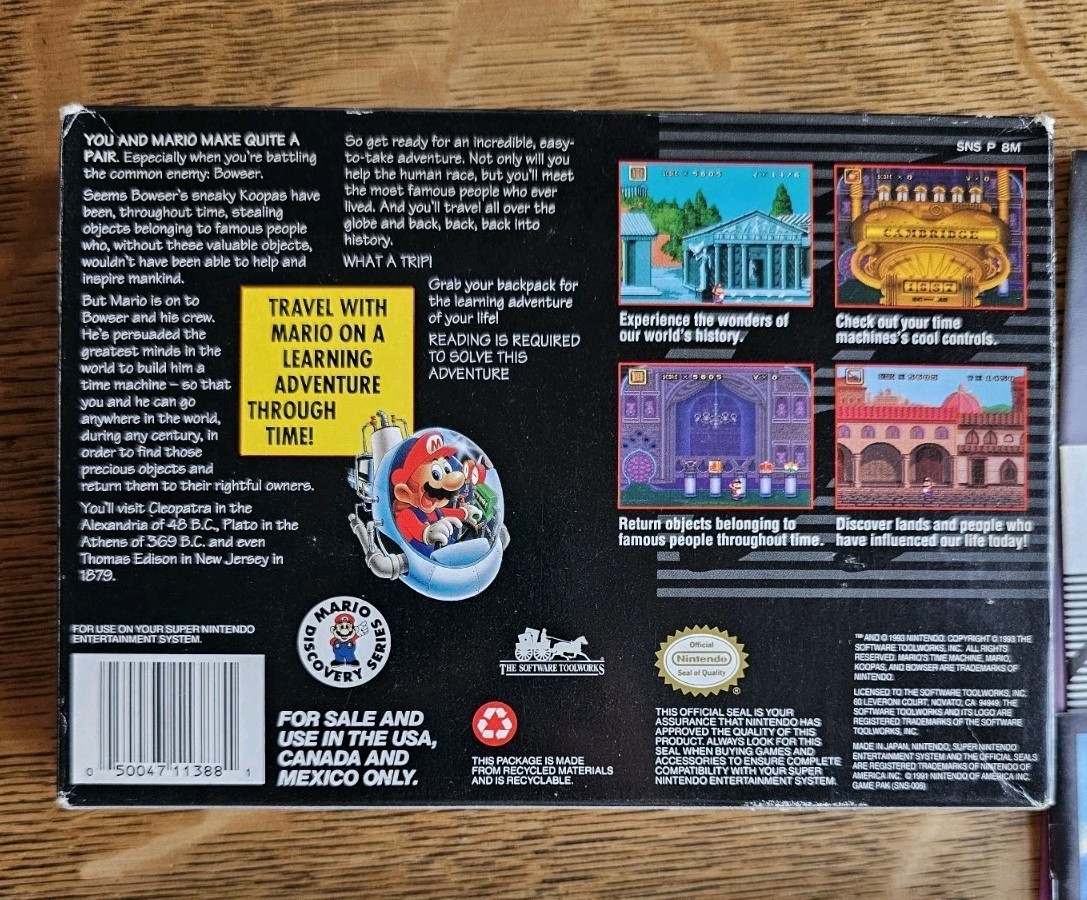 YOU AND MARIO MAKE QUITE A
PAIR. Especially when you're battling
the common enemy: Bowser.
Seems Bowser's sneaky Koopas have
been, throughout time, stealing
objects belonging to famous people
who, without these valuable objects,
wouldn't have been able to help and
inspire mankind.
But Mario is on to
Bowser and his crew.
He's persuaded the
greatest minds in the
world to build him a
time machine – so that
you and he can go
anywhere in the world,
during any century, in
order to find those
precious objects and
return them to their rightful owners.
You'll visit Cleopatra in the
Alexandria of 48 B.C., Plato in the
Athens of 369 B.C. and even
Thomas Edison in New Jersey in
1879.
So get ready for an incredible, easy-
to-take adventure. Not only will you
help the human race, but you'll meet
the most famous people who ever
lived. And you'll travel all over the
globe and back, back, back into
history.
WHAT A TRIP!
Grab your backpack for
the learning adventure
of your life!
READING IS REQUIRED
TO SOLVE THIS
ADVENTURE
TRAVEL WITH
MARIO ON A
LEARNING
ADVENTURE
THROUGH
TIME!
M
SNS P 8M
Experience the wonders of
our world's history.
CAMBRIDGE
1687
Check out your time
machines's cool controls.
Return objects belonging to
famous people throughout time.
Discover lands and people who
have influenced our life today!
FOR USE ON YOUR SUPER NINTENDO
ENTERTAINMENT SYSTEM.
0 50047 11388 1
MARIO
DISCOVERY SERIES
FOR SALE AND
USE IN THE USA,
CANADA AND
MEXICO ONLY.
THE SOFTWARE TOOLWORKS
THIS PACKAGE IS MADE
FROM RECYCLED MATERIALS
AND IS RECYCLABLE.
Official
Nintendo
Seal of Quality
®
THIS OFFICIAL SEAL IS YOUR
ASSURANCE THAT NINTENDO HAS
APPROVED THE QUALITY OF THIS
PRODUCT. ALWAYS LOOK FOR THIS
SEAL WHEN BUYING GAMES AND
ACCESSORIES TO ENSURE COMPLETE
COMPATIBILITY WITH YOUR SUPER
NINTENDO ENTERTAINMENT SYSTEM.
™ AND © 1993 NINTENDO. COPYRIGHT © 1993 THE
SOFTWARE TOOLWORKS, INC. ALL RIGHTS
RESERVED. MARIO'S TIME MACHINE, MARIO,
KOOPAS, AND BOWSER ARE TRADEMARKS OF
NINTENDO.
LICENSED TO THE SOFTWARE TOOLWORKS, INC.
60 LEVERONI COURT, NOVATO, CA 94949. THE
SOFTWARE TOOLWORKS AND ITS LOGO ARE
REGISTERED TRADEMARKS OF THE SOFTWARE
TOOLWORKS, INC.
MADE IN JAPAN. NINTENDO, SUPER NINTENDO
ENTERTAINMENT SYSTEM AND THE OFFICIAL SEALS
ARE REGISTERED TRADEMARKS OF NINTENDO OF
AMERICA INC. © 1991 NINTENDO OF AMERICA INC.
GAME PAK (SNS-006)